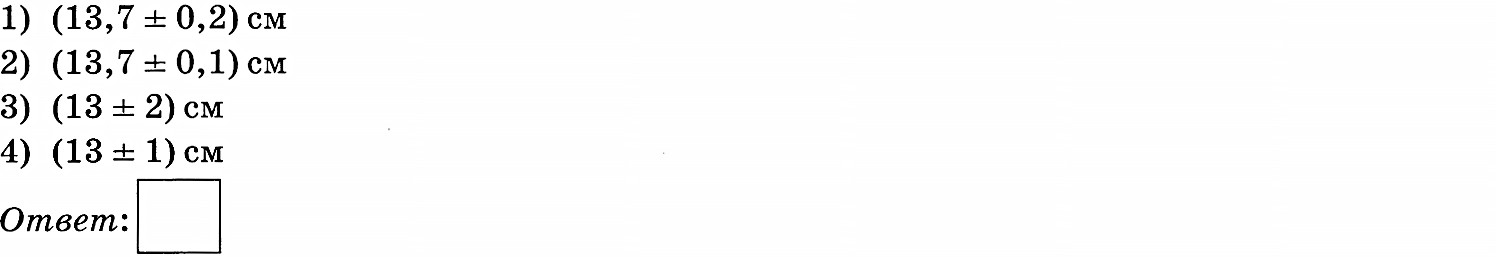 1) (13,7 ± 0,2) см
2) (13,7 ± 0,1) см
3) (13 ± 2) см
4) (13 ± 1) см
Ответ: